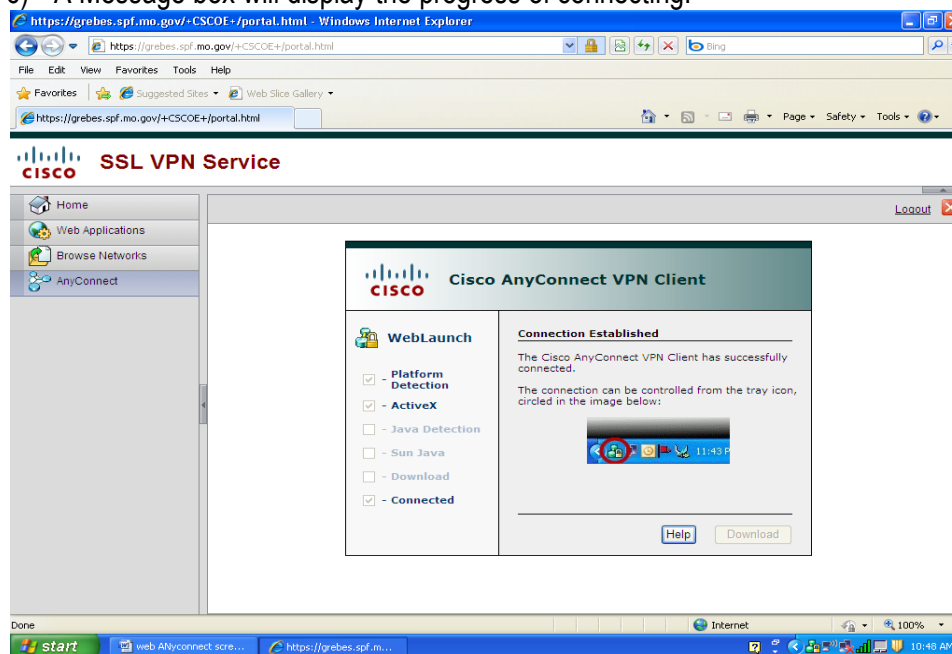 A Message box will display the progress of connecting.
https://grebes.spf.mo.gov/+CSCOE+/portal.html - Windows Internet Explorer
https://grebes.spf.mo.gov/+CSCOE+/portal.html
Bing
File Edit View Favorites Tools Help
Favorites Suggested Sites Web Slice Gallery
https://grebes.spf.mo.gov/+CSCOE+/portal.html
Page Safety Tools
CISCO SSL VPN Service
Home
Web Applications
Browse Networks
AnyConnect
Logout
CISCO Cisco AnyConnect VPN Client
WebLaunch
- Platform
Detection
- ActiveX
- Java Detection
- Sun Java
- Download
- Connected
Connection Established
The Cisco AnyConnect VPN Client has successfully
connected.
The connection can be controlled from the tray icon,
circled in the image below:
11:43 P
Help Download
Done Internet 100%
start web ANyconnect scre... https://grebes.spf.m... 10:48 AM